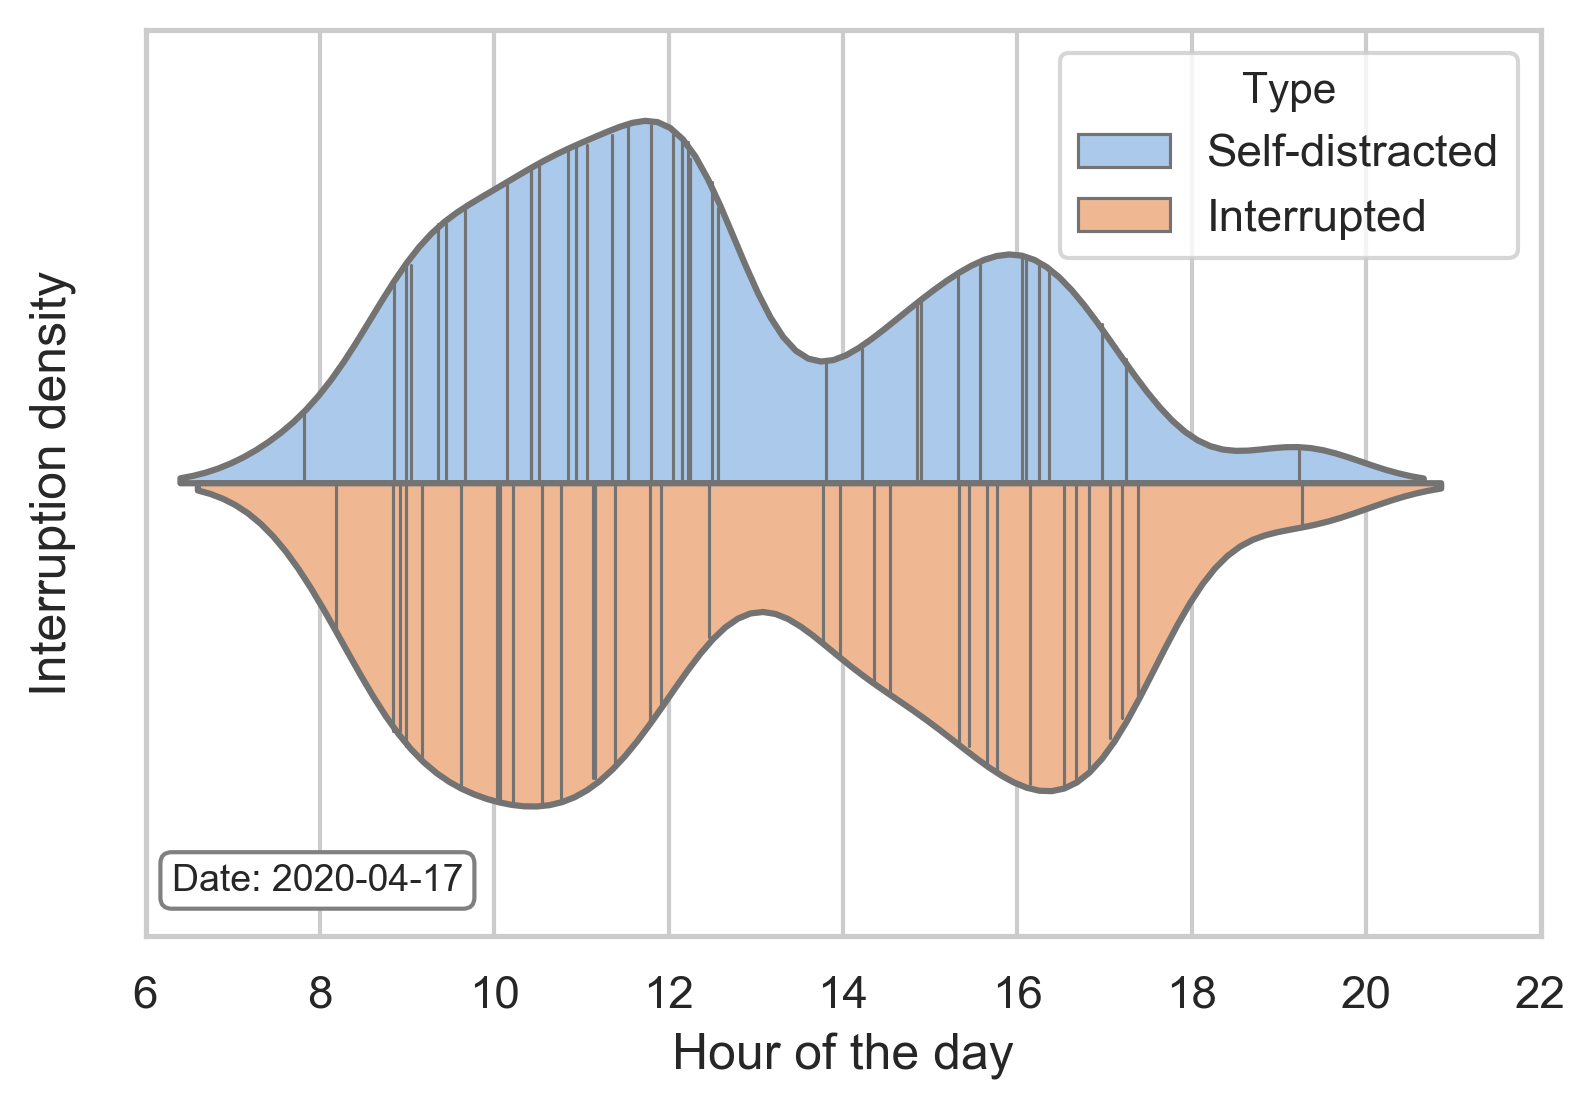 Type
Self-distracted
Interrupted
Interruption density
Date: 2020-04-17
6 8 10 12 14 16 18 20 22
Hour of the day